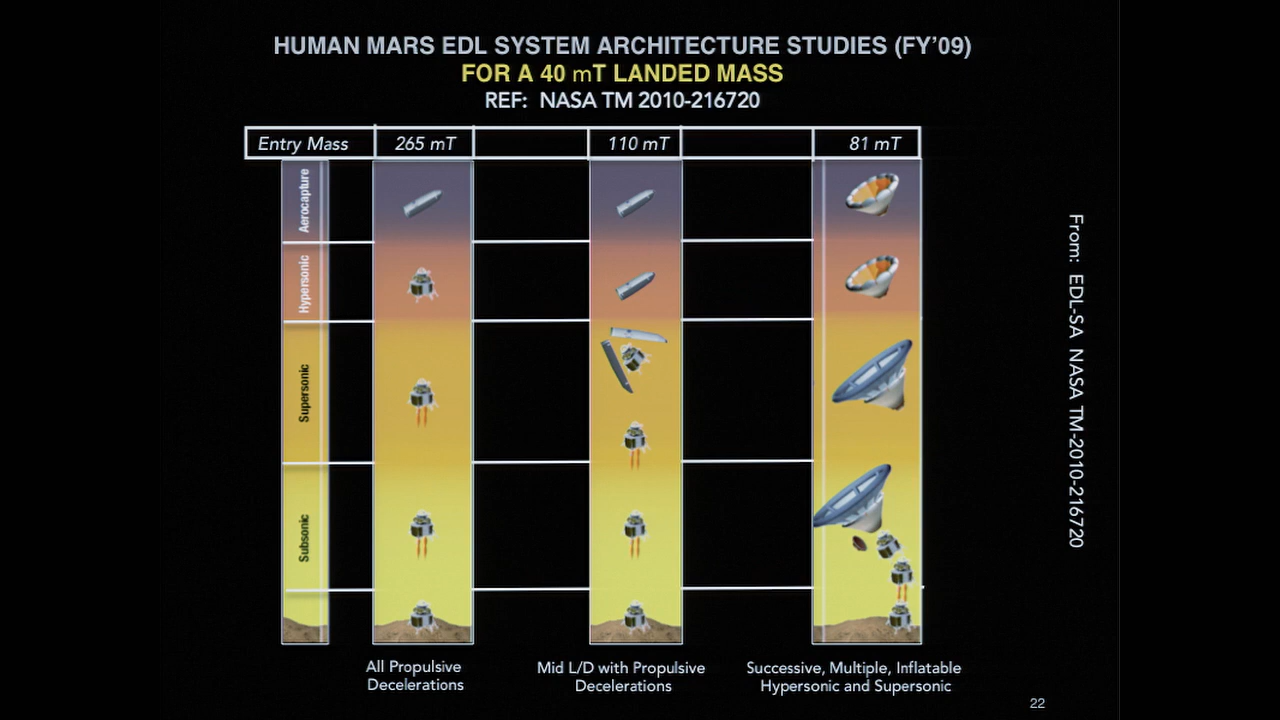 HUMAN MARS EDL SYSTEM ARCHITECTURE STUDIES (FY'09)
FOR A 40 mT LANDED MASS
REF: NASA TM 2010-216720
Entry Mass 265 mT 110 mT 81 mT
Aerocapture
Hypersonic
Supersonic
Subsonic
All Propulsive
Decelerations
Mid L/D with Propulsive
Decelerations
Successive, Multiple, Inflatable
Hypersonic and Supersonic
From: EDL-SA NASA TM-2010-216720
22